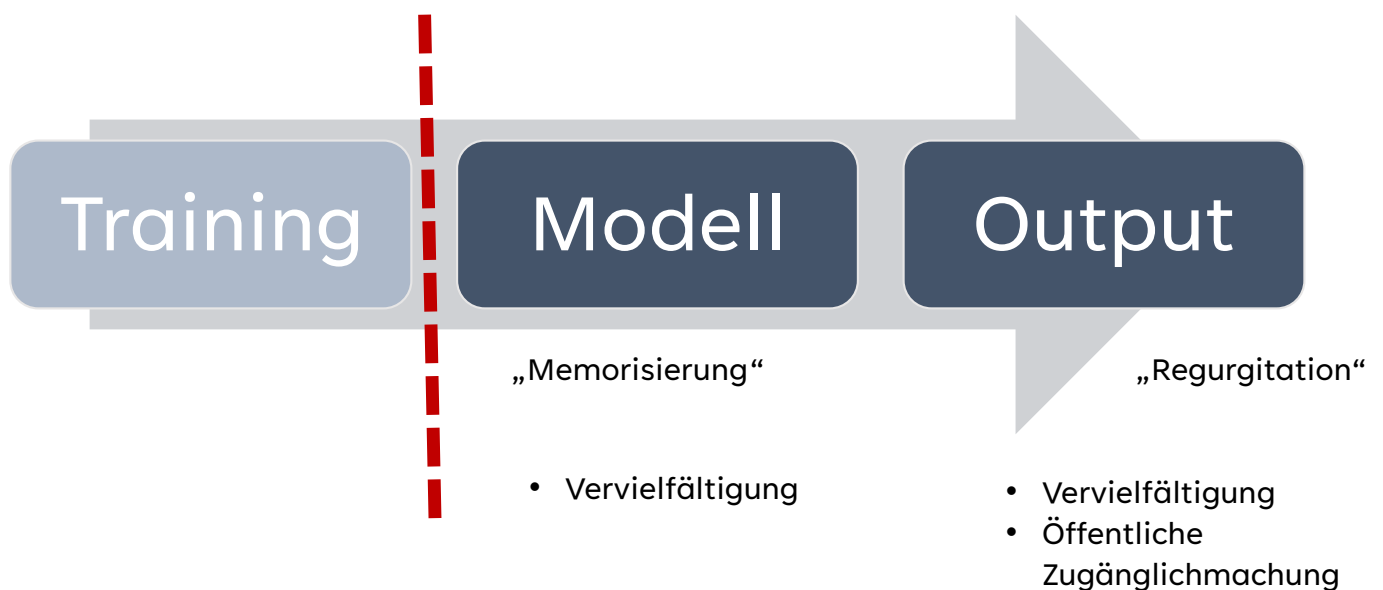 Training
Modell
Output
„Memorisierung“
„Regurgitation“
• Vervielfältigung
• Vervielfältigung
• Öffentliche
Zugänglichmachung